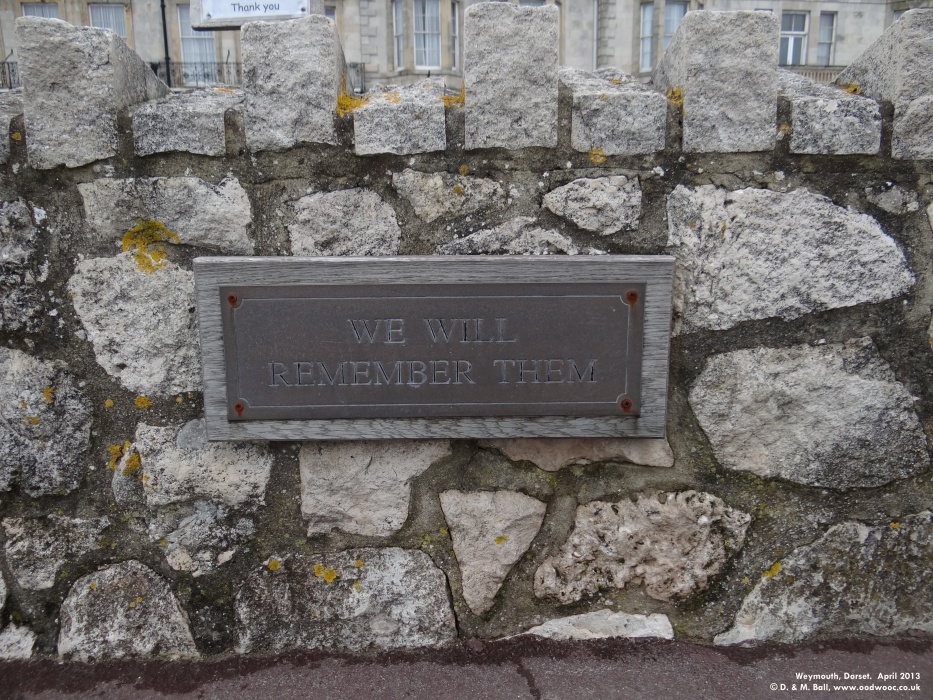 Thank you
WE WILL
REMEMBER THEM
Weymouth, Dorset. April 2013
© D. & M. Ball, www.oodwooc.co.uk